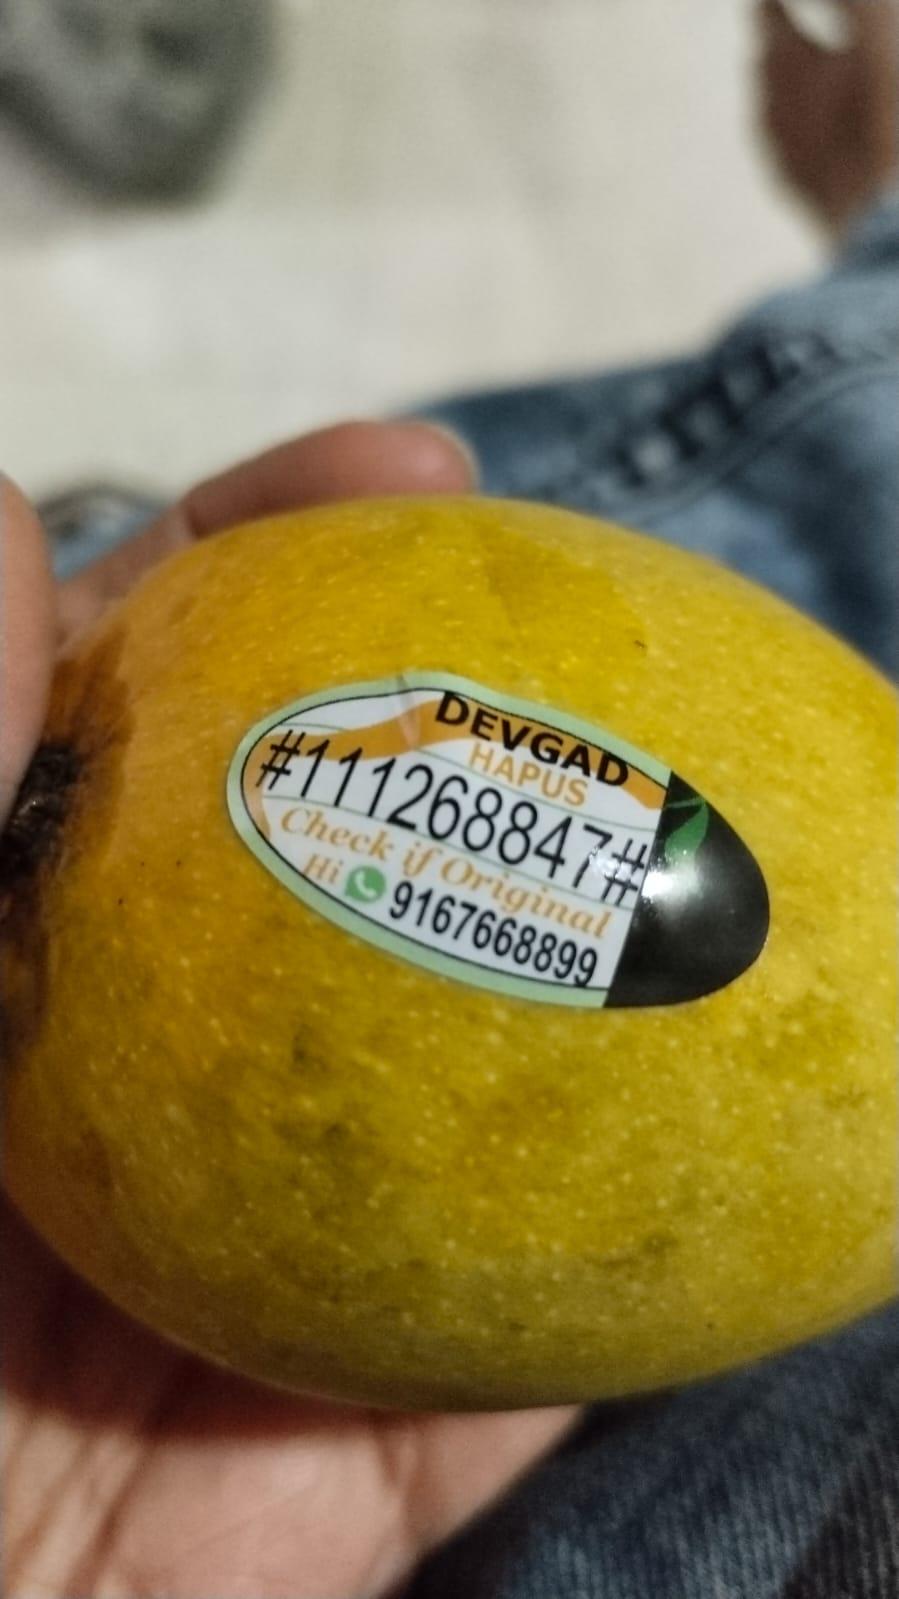 DEVGAD
HAPUS
#111268847#
Check if Original
Hi 9167668899